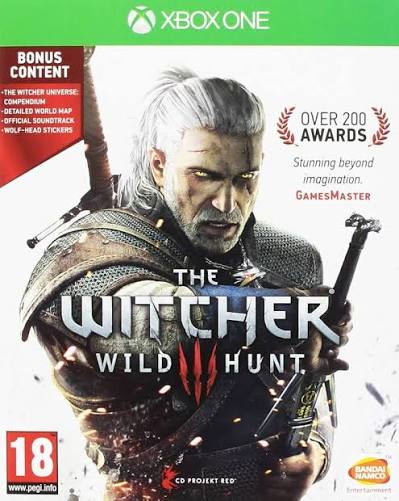 XBOX ONE
BONUS
CONTENT
-THE WITCHER UNIVERSE:
COMPENDIUM
-DETAILED WORLD MAP
-OFFICIAL SOUNDTRACK
-WOLF-HEAD STICKERS
OVER 200
AWARDS
Stunning beyond
imagination.
GAMESMASTER
THE
WITCHER
WILD III HUNT
18
www.pegi.info
CD PROJEKT RED®
BANDAI
NAMCO
Entertainment